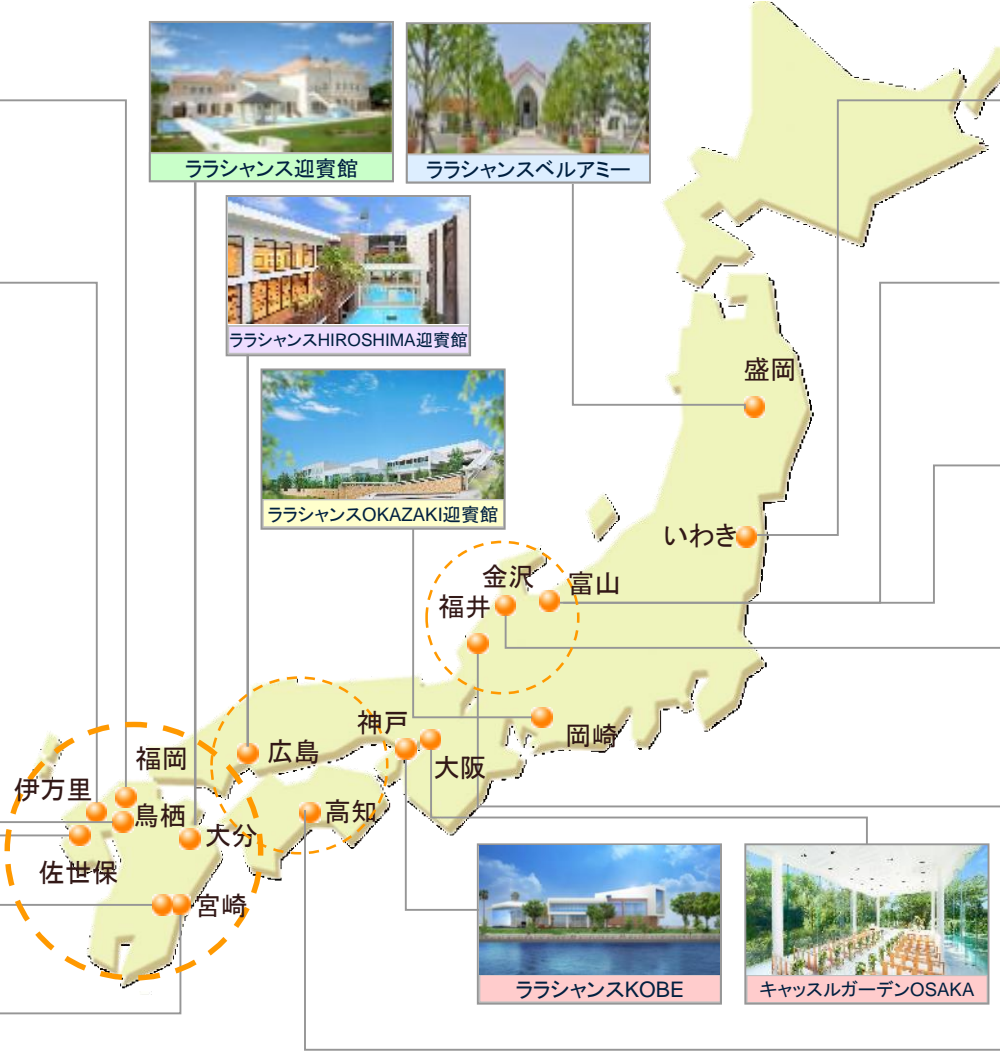 ララシャンス迎賓館
ララシャンスベルアミー
ララシャンスHIROSHIMA迎賓館
ララシャンスOKAZAKI迎賓館
盛岡
いわき
金沢
富山
福井
神戸
岡崎
大阪
広島
福岡
伊万里
鳥栖
高知
大分
佐世保
宮崎
ララシャンスKOBE
キャッスルガーデンOSAKA